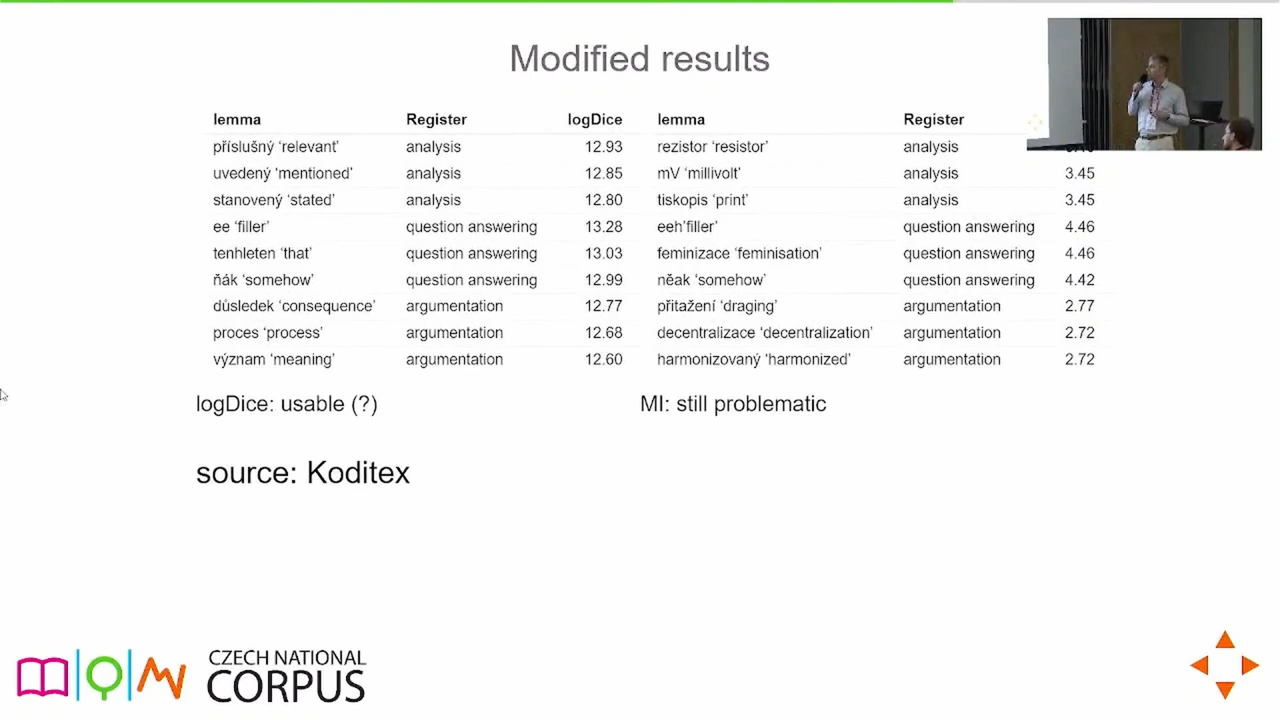 Modified results
lemma Register logDice lemma Register
příslušný ‘relevant’ analysis 12.93 rezistor ‘resistor’ analysis
uvedený ‘mentioned’ analysis 12.85 mV ‘millivolt’ analysis 3.45
stanovený ‘stated’ analysis 12.80 tiskopis ‘print’ analysis 3.45
ee ‘filler’ question answering 13.28 eeh’filler’ question answering 4.46
tenhleten ‘that’ question answering 13.03 feminizace ‘feminisation’ question answering 4.46
ňák ‘somehow’ question answering 12.99 něak ‘somehow’ question answering 4.42
důsledek ‘consequence’ argumentation 12.77 přitažení ‘draging’ argumentation 2.77
proces ‘process’ argumentation 12.68 decentralizace ‘decentralization’ argumentation 2.72
význam ‘meaning’ argumentation 12.60 harmonizovaný ‘harmonized’ argumentation 2.72
logDice: usable (?) MI: still problematic
source: Koditex
CZECH NATIONAL
CORPUS